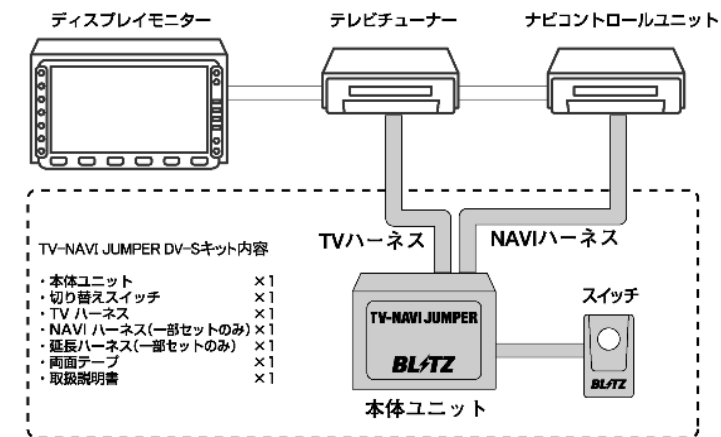 ディスプレイモニター
テレビチューナー
ナビコントロールユニット
TVハーネス
NAVIハーネス
TV-NAVI JUMPER DV-Sキット内容
・本体ユニット ×1
・切り替えスイッチ ×1
・TV ハーネス ×1
・NAVI ハーネス(一部セットのみ) ×1
・延長ハーネス(一部セットのみ) ×1
・両面テープ ×1
・取扱説明書 ×1
TV-NAVI JUMPER
BLITZ
本体ユニット
スイッチ
BLITZ